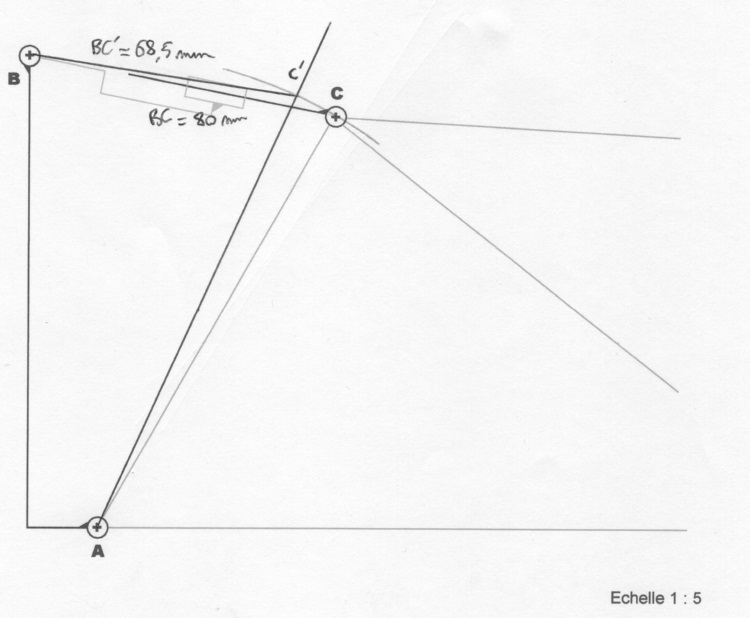 BC' = 68,5 mm
B
C'
C
BC = 80 mm
A
Echelle 1 : 5